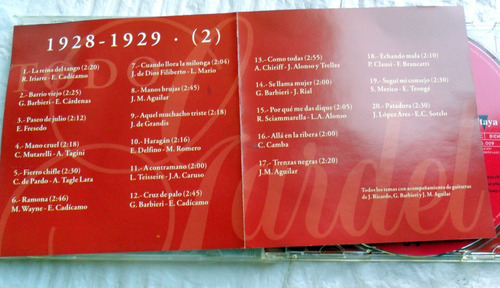 1928-1929 · (2)
1.- La reina del tango (2:20)
R. Iriarte - E. Cadícamo
2.- Barrio viejo (2:25)
G. Barbieri - E. Cárdenas
3.- Paseo de julio (2:12)
E. Fresedo
4.- Mano cruel (2:18)
C. Mutarelli - A. Tagini
5.- Fierro chifle (2:30)
C. de Pardo - A. Tagle Lara
6.- Ramona (2:46)
M. Wayne - E. Cadícamo
7.- Cuando llora la milonga (2:04)
J. de Dios Filiberto - L. Mario
8.- Manos brujas (2:45)
J. M. Aguilar
9.- Aquel muchacho triste (2:18)
J. de Grandis
10.- Haragán (2:16)
E. Delfino - M. Romero
11.- A contramano (2:00)
L. Teisseire - J.A. Caruso
12.- Cruz de palo (2:45)
G. Barbieri - E. Cadícamo
13.- Como todas (2:55)
A. Chiriff - J. Alonso y Trelles
14.- Se llama mujer (2:00)
G. Barbieri - J. Rial
15.- Por qué me das dique (2:05)
R. Sciammarella - L.A. Alonso
16.- Allá en la ribera (2:00)
C. Camba
17.- Trenzas negras (2:20)
J.M. Aguilar
18.- Echando mala (2:10)
P. Clausi - F. Brancatti
19.- Seguí mi consejo (2:30)
S. Merico - E. Trongé
20.- Patadura (2:30)
J. López Ares - E.C. Sotelo
Todos los temas con acompañamiento de guitarras
de J. Ricardo, G. Barbieri y J. M. Aguilar
taya